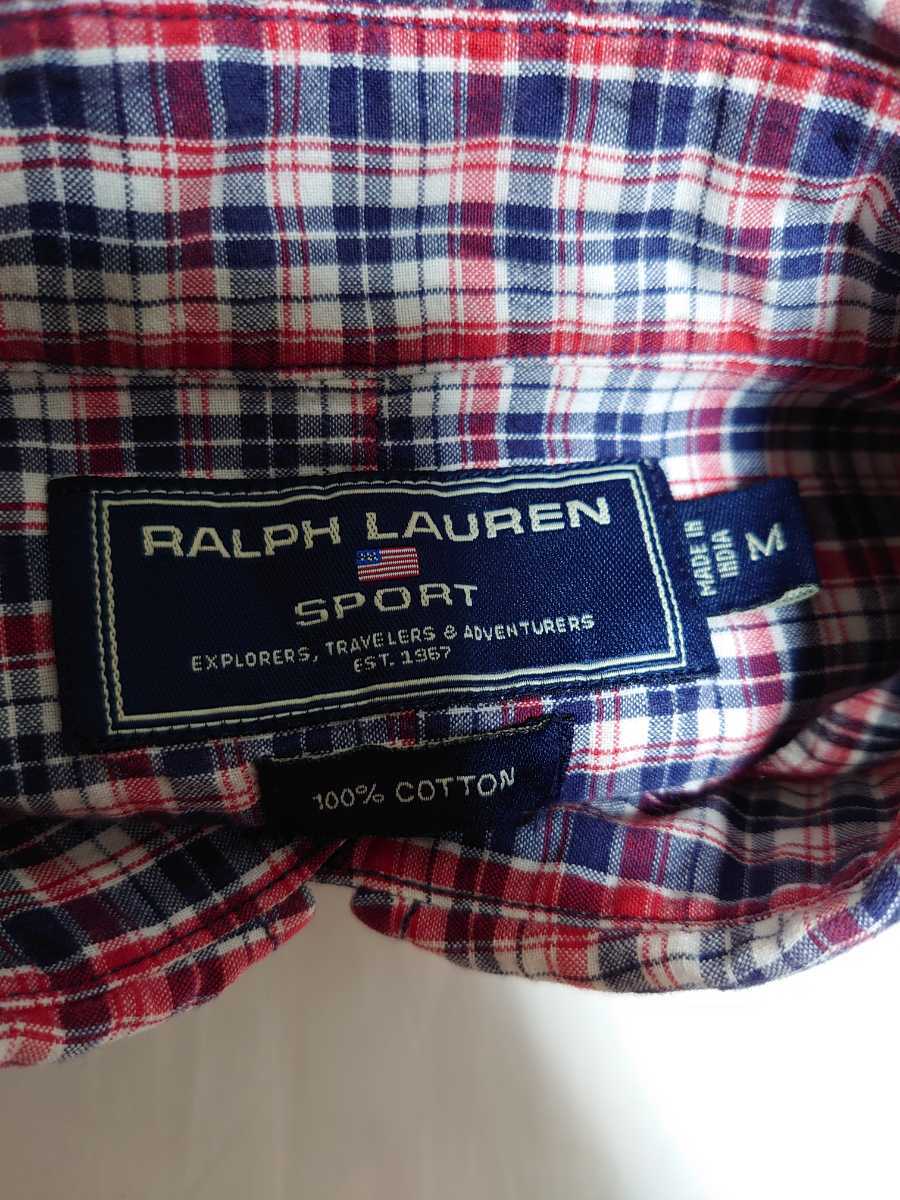 RALPH LAUREN
SPORT
EXPLORERS, TRAVELERS & ADVENTURERS
EST. 1967
MADE IN
INDIA
M
100% COTTON